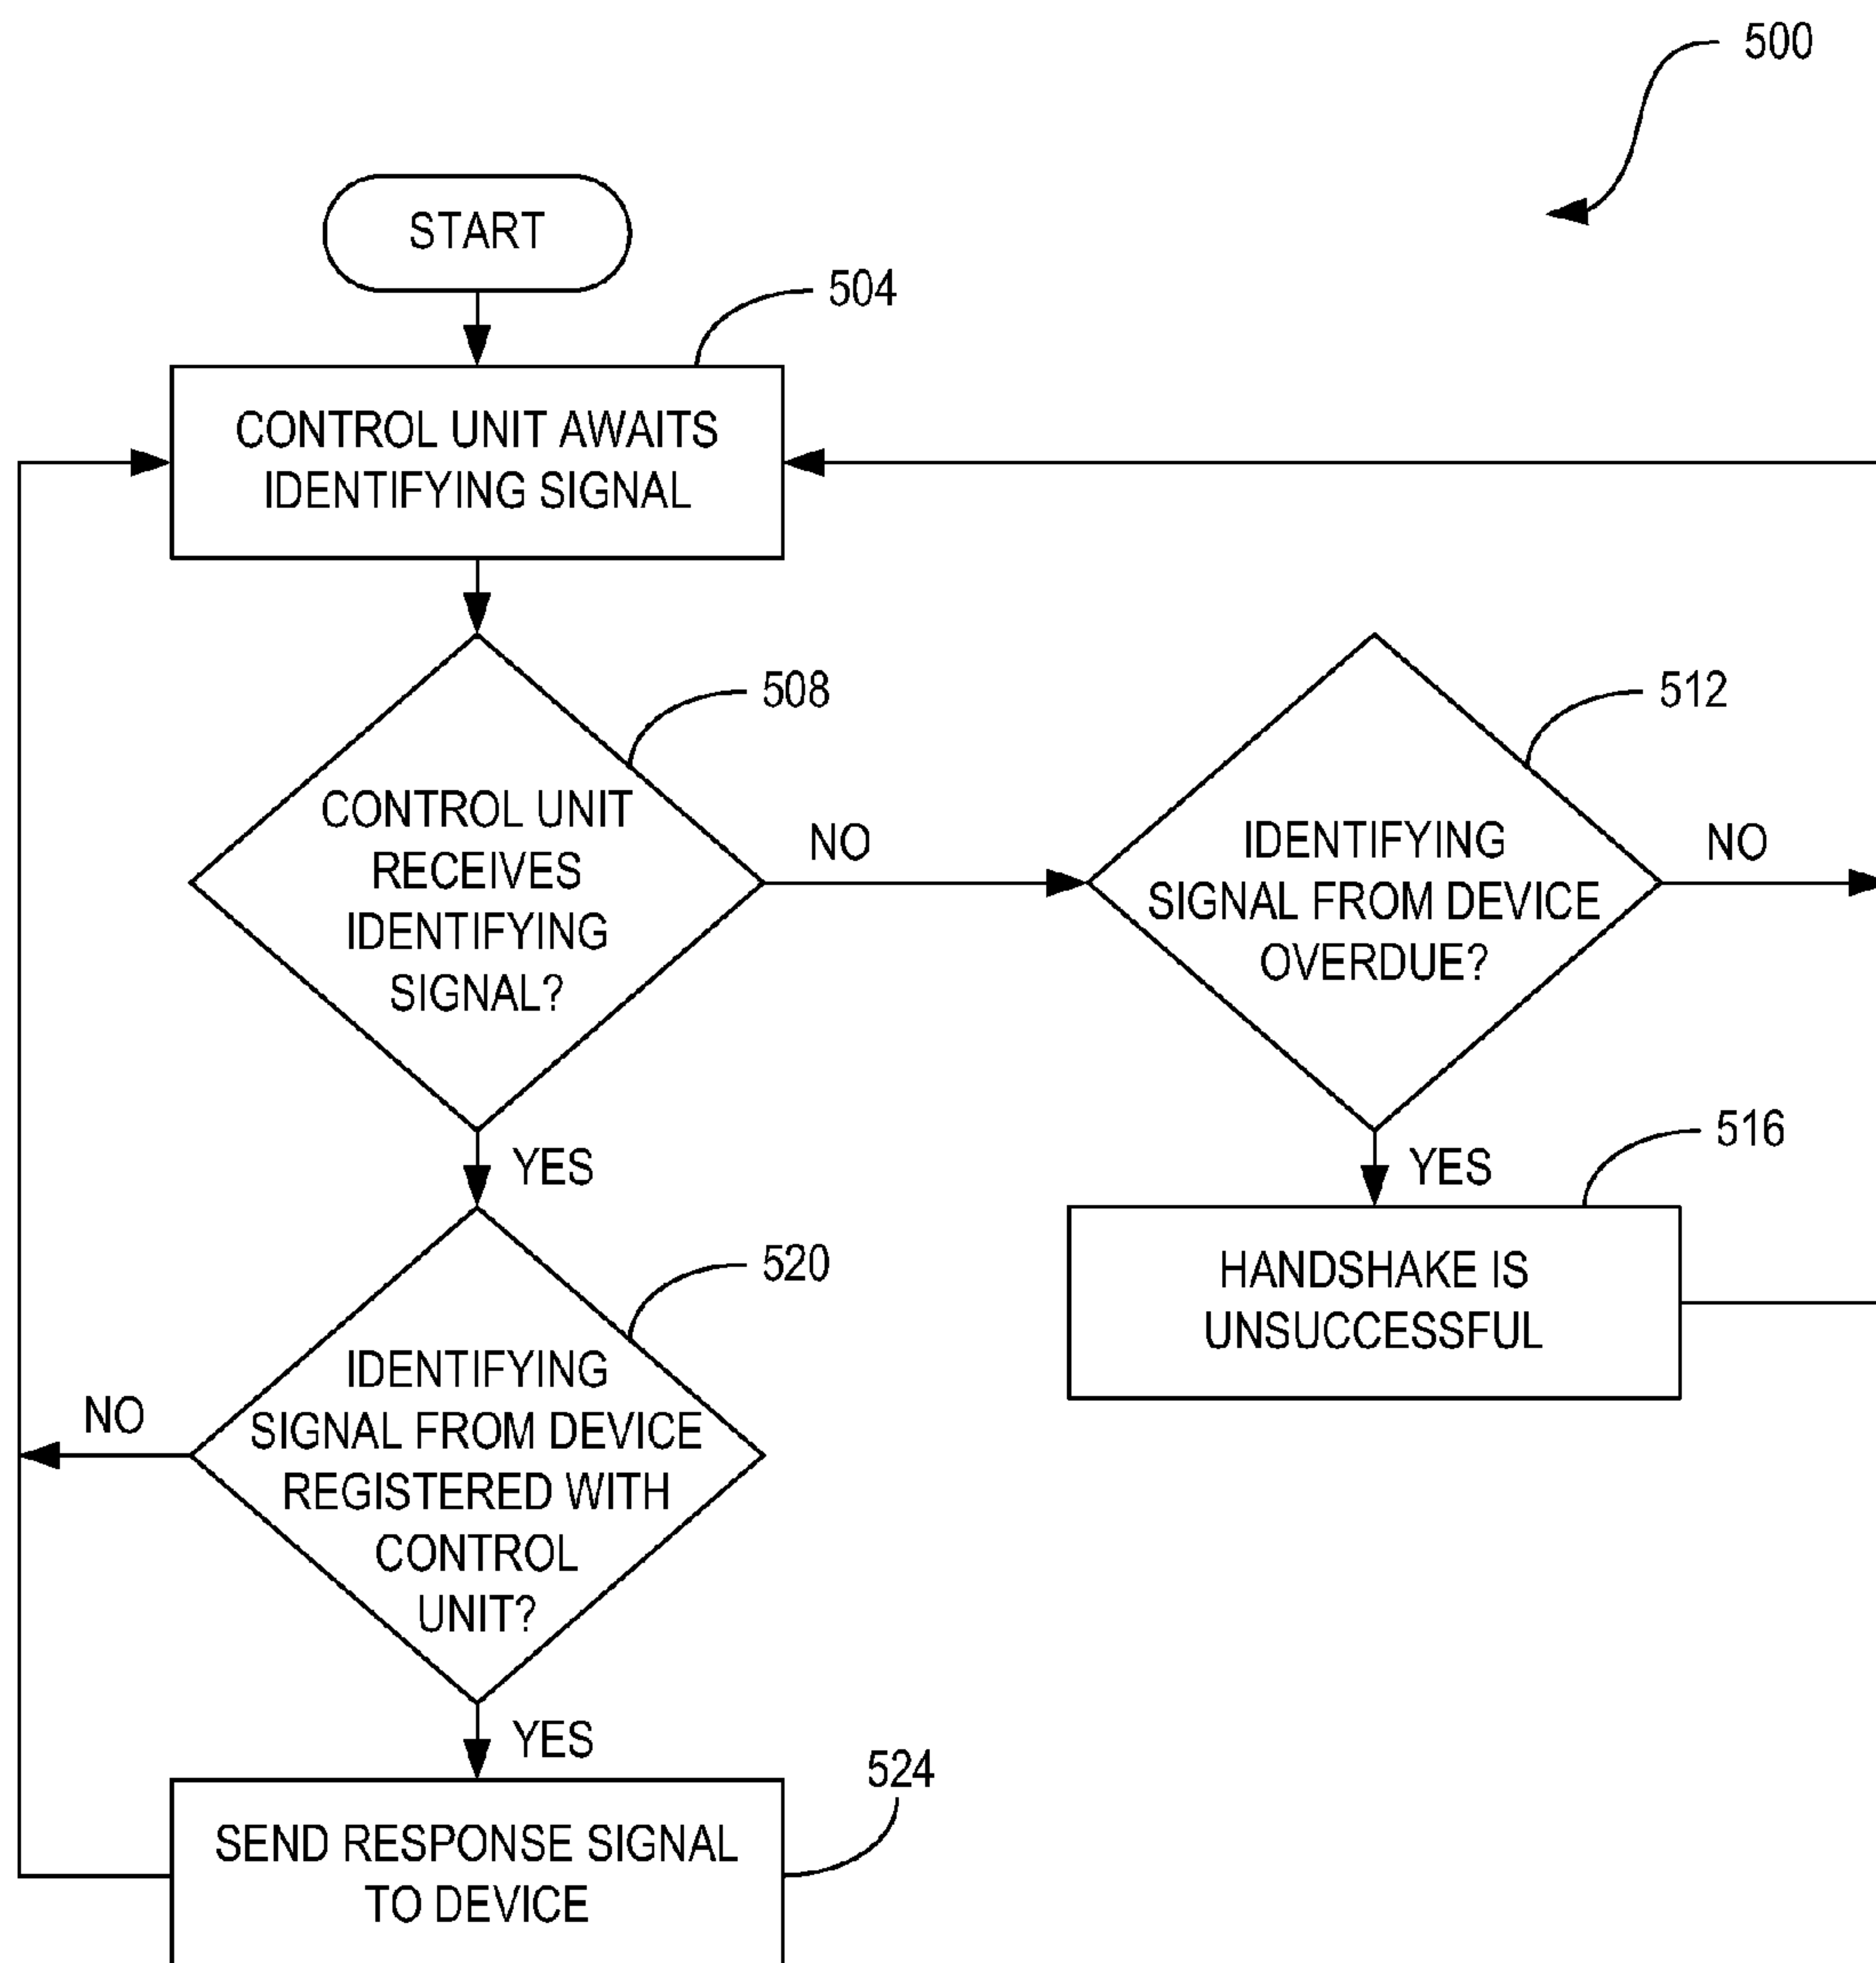 500
START
504
CONTROL UNIT AWAITS
IDENTIFYING SIGNAL
508
CONTROL UNIT
RECEIVES
IDENTIFYING
SIGNAL?
NO
512
IDENTIFYING
SIGNAL FROM DEVICE
OVERDUE?
NO
YES
YES
516
HANDSHAKE IS
UNSUCCESSFUL
520
IDENTIFYING
SIGNAL FROM DEVICE
REGISTERED WITH
CONTROL
UNIT?
NO
YES
524
SEND RESPONSE SIGNAL
TO DEVICE